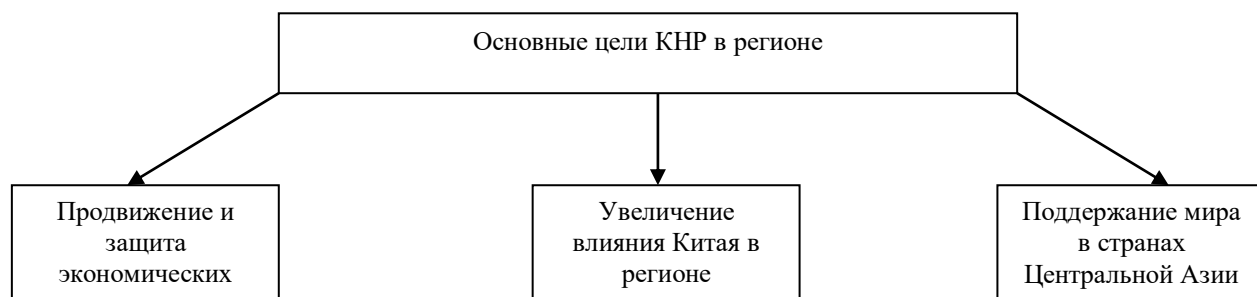 Основные цели КНР в регионе
Продвижение и
защита
экономических
Увеличение
влияния Китая в
регионе
Поддержание мира
в странах
Центральной Азии